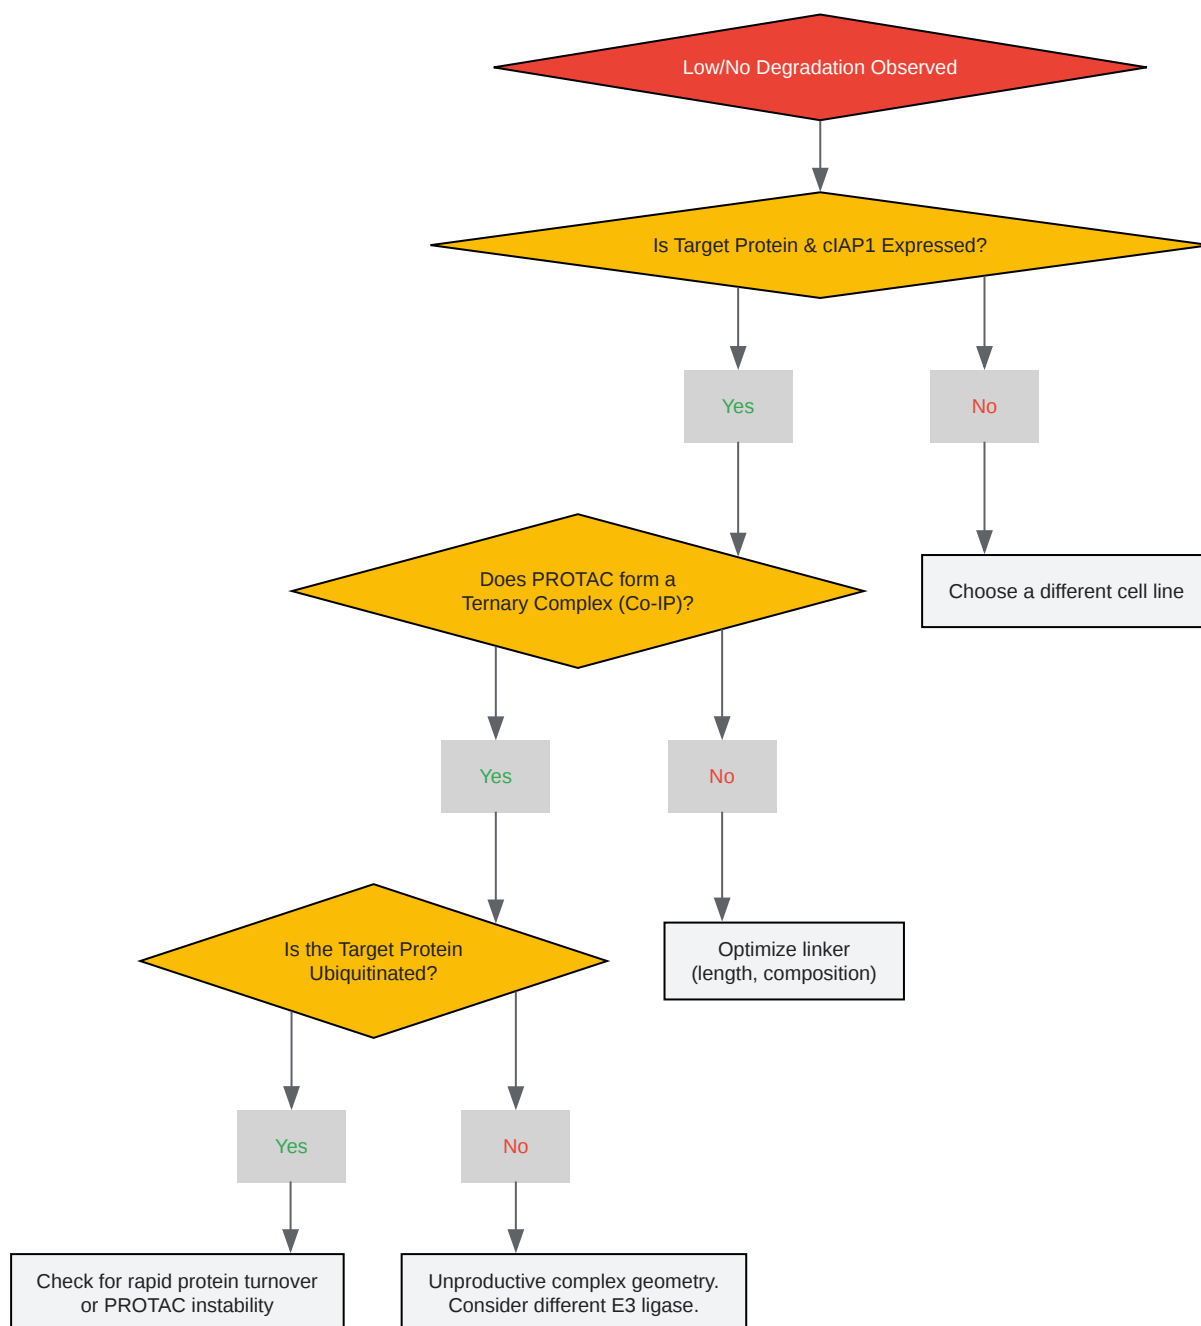 Low/No Degradation Observed
Is Target Protein & cIAP1 Expressed?
Yes
No
Does PROTAC form a
Ternary Complex (Co-IP)?
Choose a different cell line
Yes
No
Is the Target Protein
Ubiquitinated?
Optimize linker
(length, composition)
Yes
No
Check for rapid protein turnover
or PROTAC instability
Unproductive complex geometry.
Consider different E3 ligase.